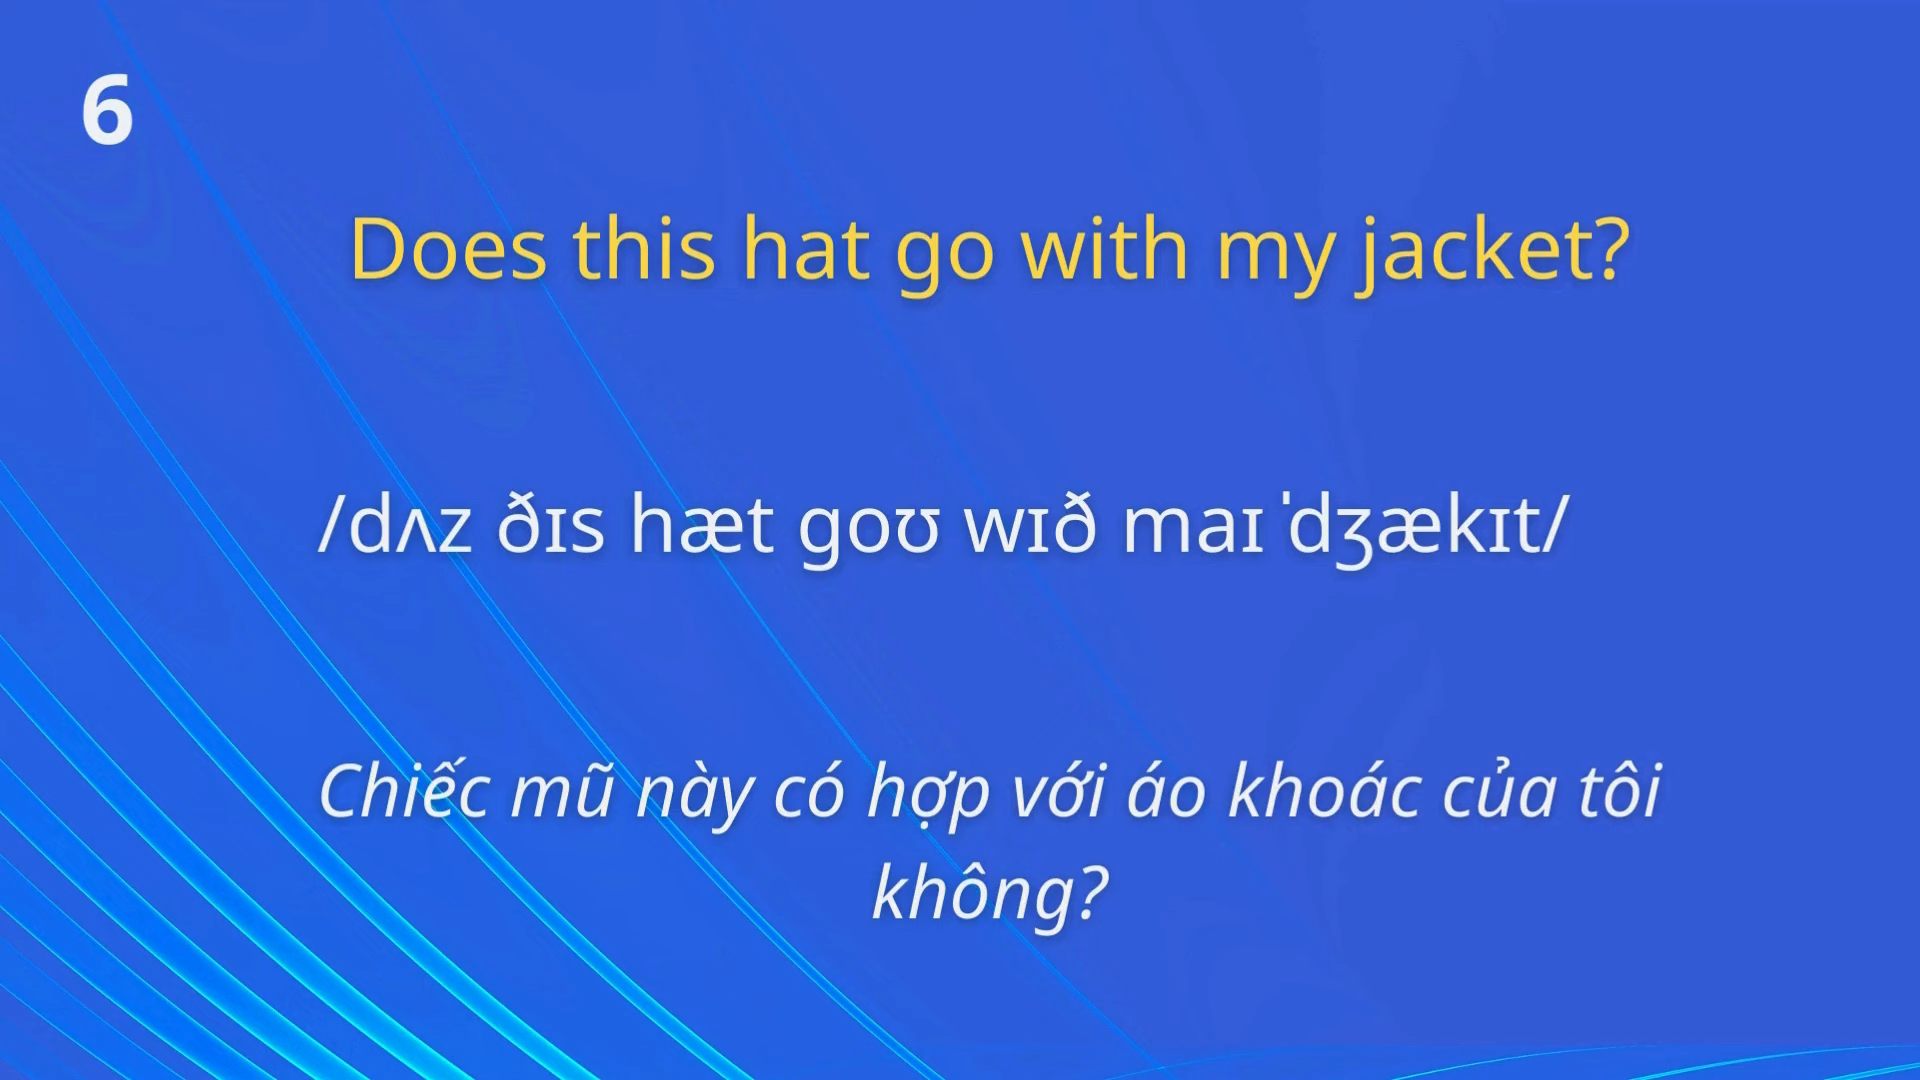 6
Does this hat go with my jacket?
/dʌz ðɪs hæt goʊ wɪð maɪ ˈdʒækɪt/
Chiếc mũ này có hợp với áo khoác của tôi
không?